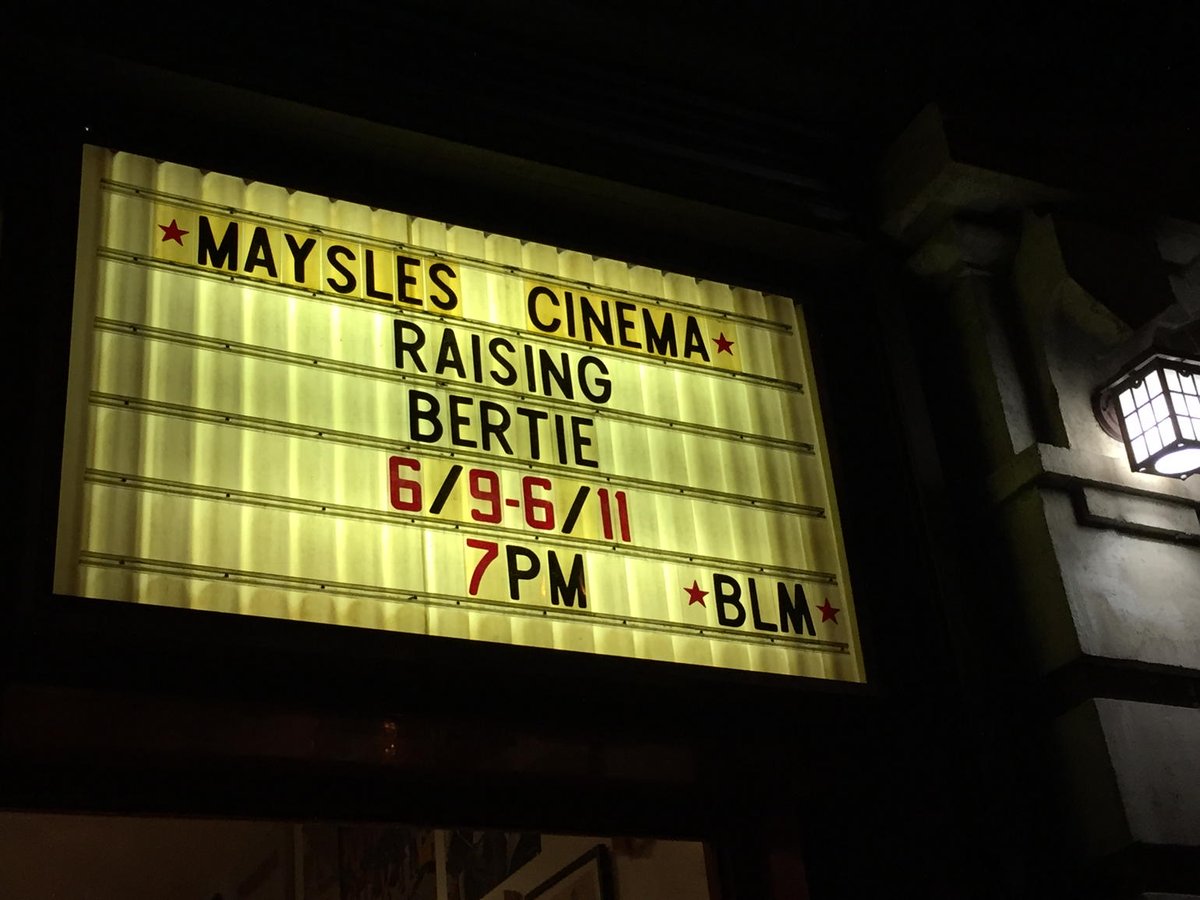 ★MAYSLES CINEMA★
RAISING
BERTIE
6/9-6/11
7PM ★BLM★